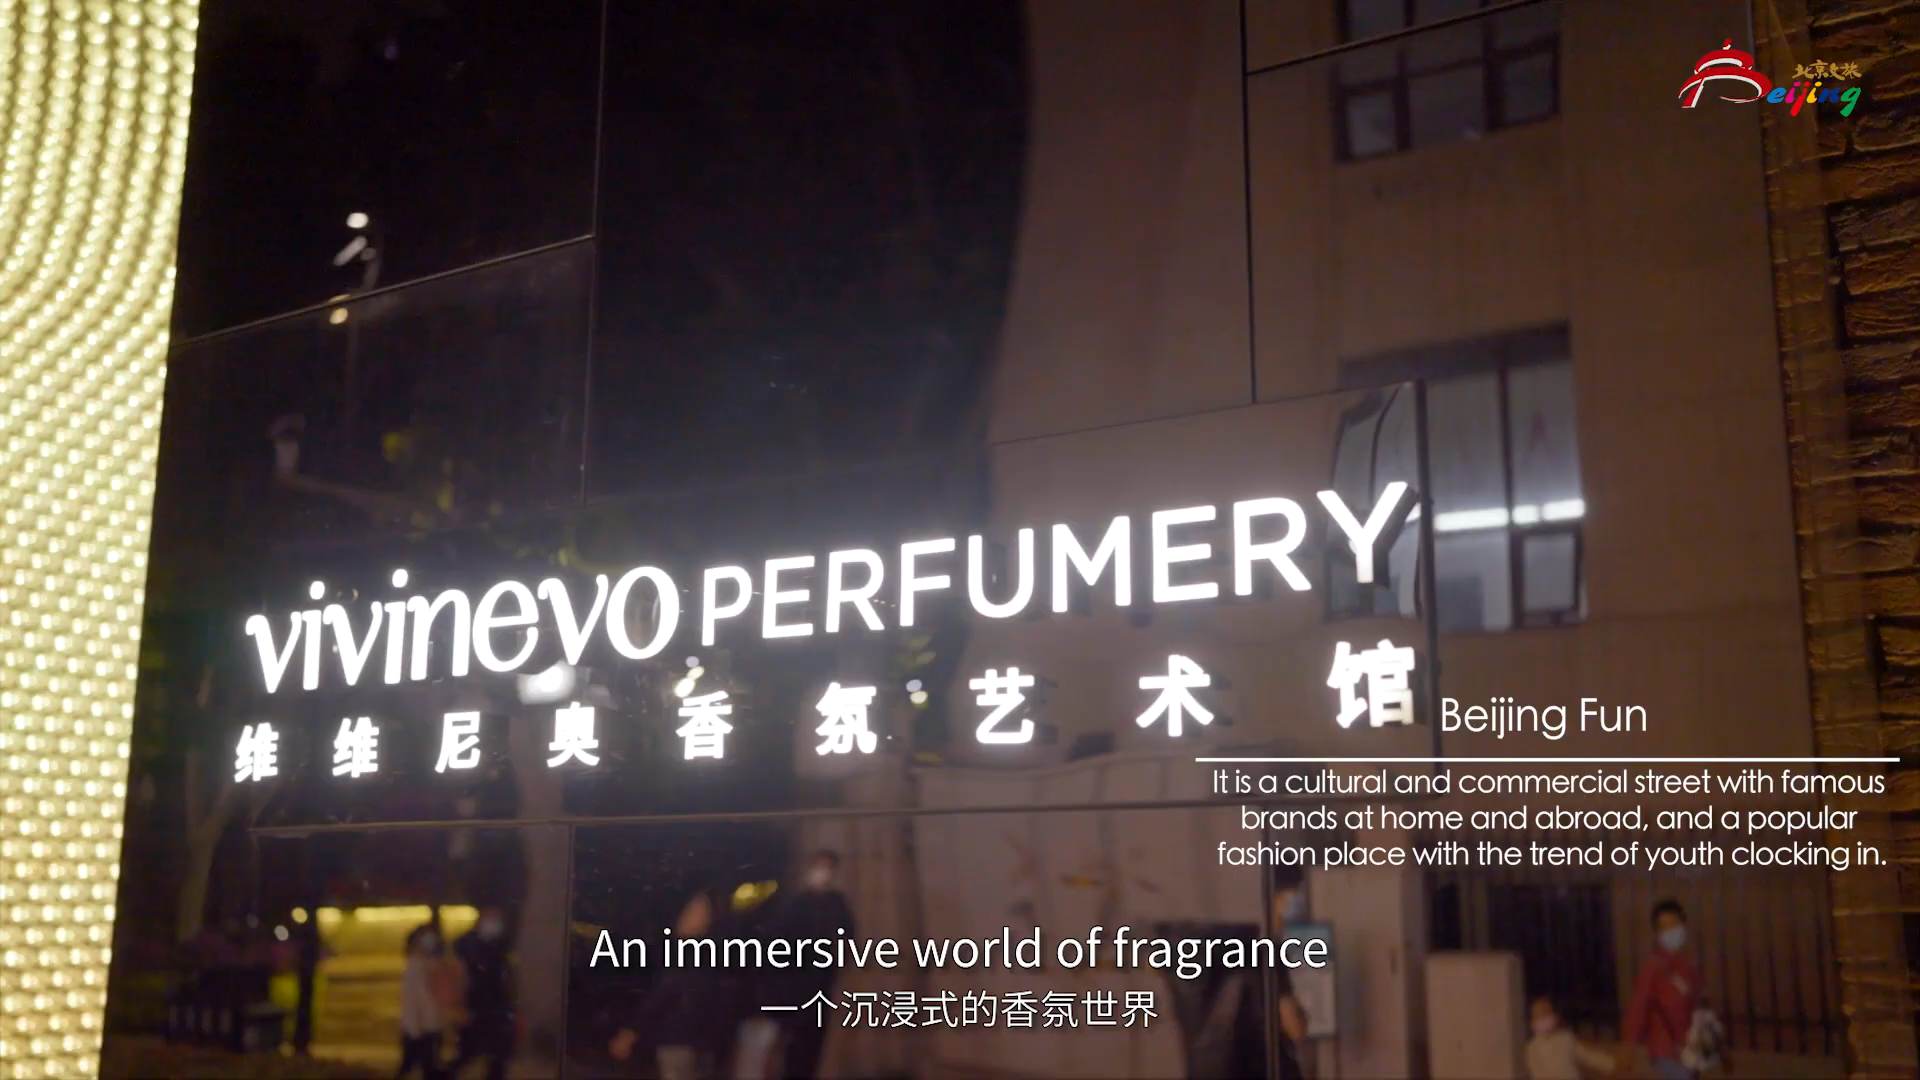 北京文旅
Beijing
vivinevo PERFUMERY
维维尼奥香氛艺术馆
Beijing Fun
It is a cultural and commercial street with famous
brands at home and abroad, and a popular
fashion place with the trend of youth clocking in.
An immersive world of fragrance
一个沉浸式的香氛世界